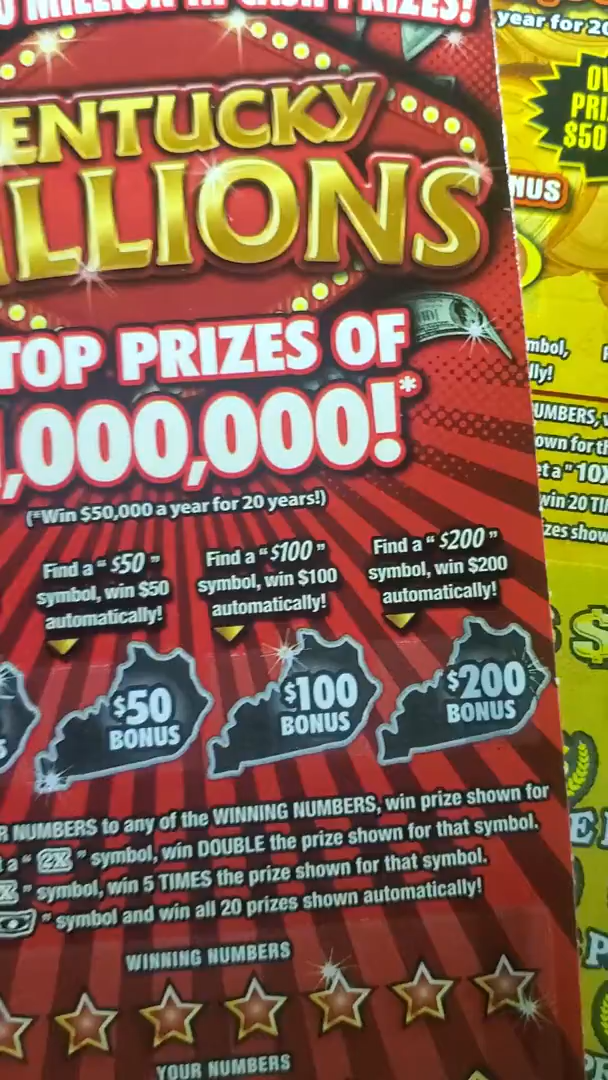 MILLION IN CASH PRIZES!
ENTUCKY
ILLIONS
TOP PRIZES OF
,000,000!*
(*Win $50,000 a year for 20 years!)
Find a "$50"
symbol, win $50
automatically!
Find a "$100"
symbol, win $100
automatically!
Find a "$200"
symbol, win $200
automatically!
$50
BONUS
$100
BONUS
$200
BONUS
R NUMBERS to any of the WINNING NUMBERS, win prize shown for
a "2X" symbol, win DOUBLE the prize shown for that symbol.
X" symbol, win 5 TIMES the prize shown for that symbol.
" symbol and win all 20 prizes shown automatically!
WINNING NUMBERS
YOUR NUMBERS
year for 20
PRI
$50
NUS
mbol,
lly!
UMBERS,
own for th
et a "10X
win 20 TI
zes show
$